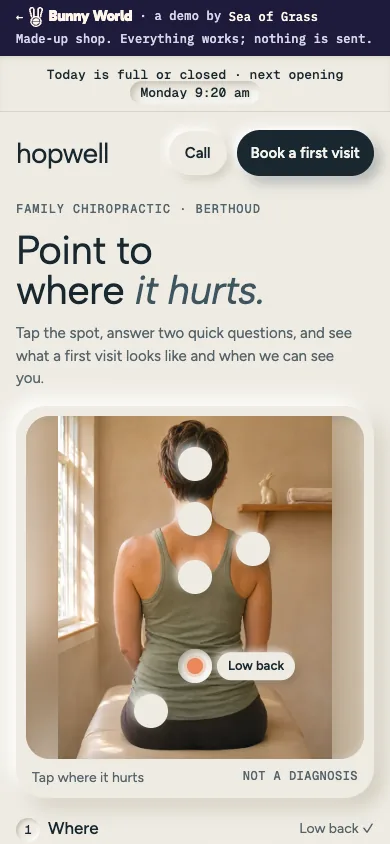 ← Bunny World · a demo by Sea of Grass
Made-up shop. Everything works; nothing is sent.
Today is full or closed · next opening
Monday 9:20 am
hopwell
Call
Book a first visit
FAMILY CHIROPRACTIC · BERTHOUD
Point to
where it hurts.
Tap the spot, answer two quick questions, and see
what a first visit looks like and when we can see
you.
Low back
Tap where it hurts
NOT A DIAGNOSIS
1 Where
Low back ✓